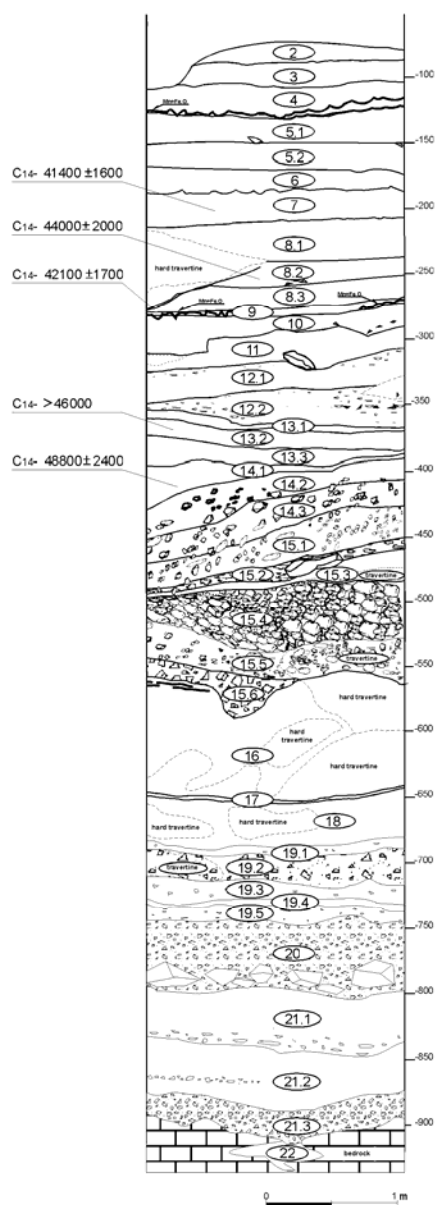 2
3
-100
MonFe.O.
4
5.1
-150
5.2
C14- 41400 ±1600
6
7
-200
C14- 44000± 2000
8.1
hard travertine
-250
8.2
C14- 42100 ±1700
8.3
MonFe.O.
MonFe.O.
9
10
-300
11
12.1
-350
12.2
C14- >46000
13.1
13.2
13.3
-400
14.1
C14- 48800± 2400
14.2
14.3
-450
15.1
15.2
15.3
travertine
-500
15.4
-550
15.5
travertine
15.6
hard travertine
-600
hard
travertine
16
hard travertine
-650
17
18
hard travertine
hard travertine
19.1
-700
travertine
19.2
19.3
19.4
19.5
-750
20
-800
21.1
-850
21.2
-900
21.3
22
bedrock
0
1 m